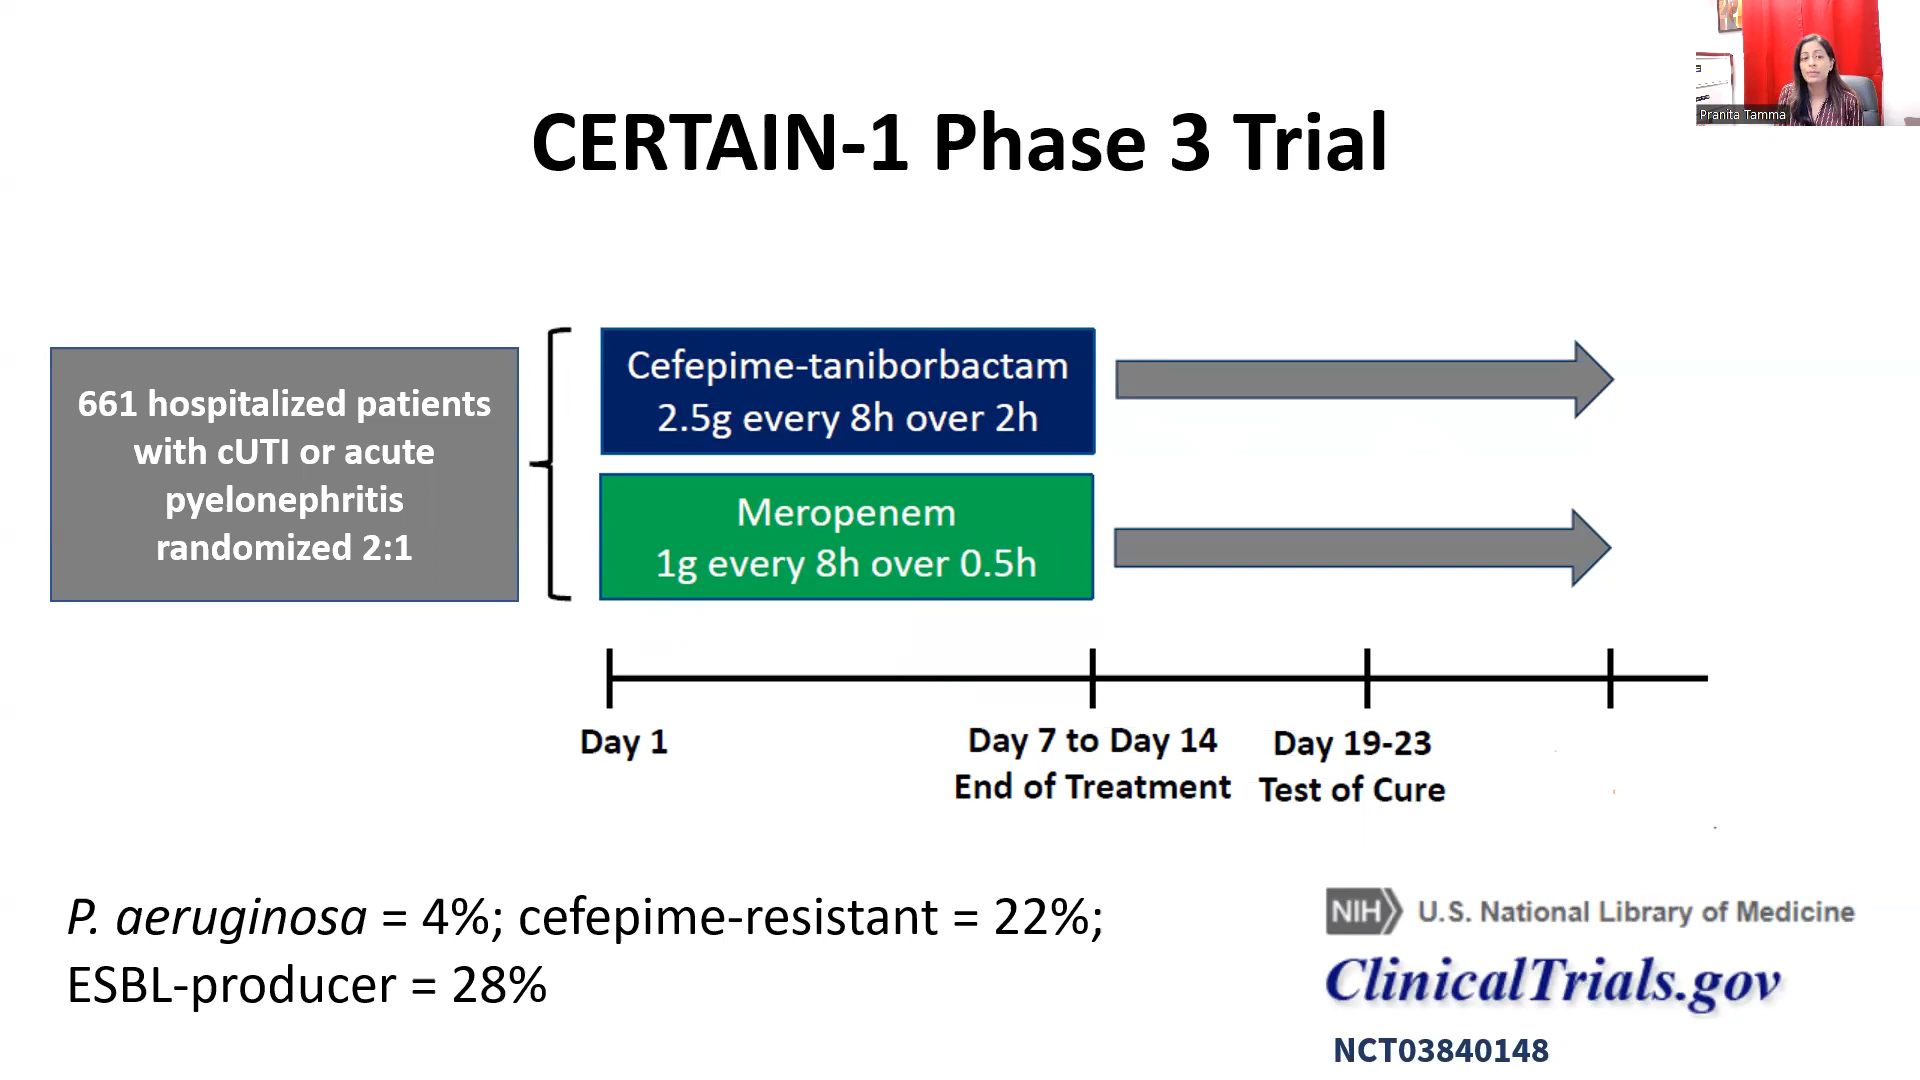 Pranita Tamma
CERTAIN-1 Phase 3 Trial
661 hospitalized patients
with cUTI or acute
pyelonephritis
randomized 2:1
Cefepime-taniborbactam
2.5g every 8h over 2h
Meropenem
1g every 8h over 0.5h
Day 1
Day 7 to Day 14
End of Treatment
Day 19-23
Test of Cure
P. aeruginosa = 4%; cefepime-resistant = 22%;
ESBL-producer = 28%
NIH U.S. National Library of Medicine
ClinicalTrials.gov
NCT03840148